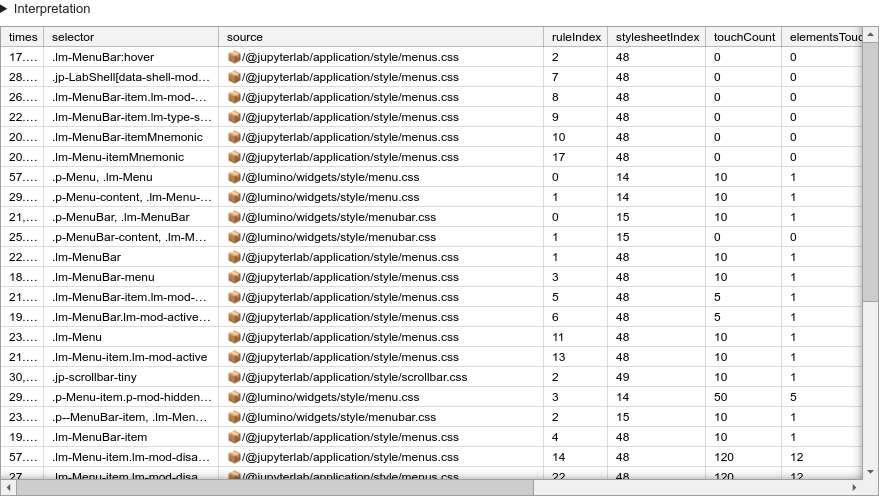 Interpretation
times selector source ruleIndex stylesheetIndex touchCount elementsTouc
17.… .lm-MenuBar:hover 📦/@jupyterlab/application/style/menus.css 2 48 0 0
28.… .jp-LabShell[data-shell-mod… 📦/@jupyterlab/application/style/menus.css 7 48 0 0
26.… .lm-MenuBar-item.lm-mod-… 📦/@jupyterlab/application/style/menus.css 8 48 0 0
22.… .lm-MenuBar-item.lm-type-s… 📦/@jupyterlab/application/style/menus.css 9 48 0 0
20.… .lm-MenuBar-itemMnemonic 📦/@jupyterlab/application/style/menus.css 10 48 0 0
20.… .lm-Menu-itemMnemonic 📦/@jupyterlab/application/style/menus.css 17 48 0 0
57.… .p-Menu, .lm-Menu 📦/@lumino/widgets/style/menu.css 0 14 10 1
29.… .p-Menu-content, .lm-Menu-… 📦/@lumino/widgets/style/menu.css 1 14 10 1
21,… .p-MenuBar, .lm-MenuBar 📦/@lumino/widgets/style/menubar.css 0 15 10 1
25.… .p-MenuBar-content, .lm-M… 📦/@lumino/widgets/style/menubar.css 1 15 0 0
22.… .lm-MenuBar 📦/@jupyterlab/application/style/menus.css 1 48 10 1
18.… .lm-MenuBar-menu 📦/@jupyterlab/application/style/menus.css 3 48 10 1
21.… .lm-MenuBar-item.lm-mod-… 📦/@jupyterlab/application/style/menus.css 5 48 5 1
19.… .lm-MenuBar.lm-mod-active… 📦/@jupyterlab/application/style/menus.css 6 48 5 1
23.… .lm-Menu 📦/@jupyterlab/application/style/menus.css 11 48 10 1
21.… .lm-Menu-item.lm-mod-active 📦/@jupyterlab/application/style/menus.css 13 48 10 1
30,… .jp-scrollbar-tiny 📦/@jupyterlab/application/style/scrollbar.css 2 49 10 1
29.… .p-Menu-item.p-mod-hidden… 📦/@lumino/widgets/style/menu.css 3 14 50 5
23.… .p--MenuBar-item, .lm-Men… 📦/@lumino/widgets/style/menubar.css 2 15 10 1
19.… .lm-MenuBar-item 📦/@jupyterlab/application/style/menus.css 4 48 10 1
57.… .lm-Menu-item.lm-mod-disa… 📦/@jupyterlab/application/style/menus.css 14 48 120 12
27.… .lm-Menu-item.lm-mod-disa… 📦/@jupyterlab/application/style/menus.css 22 48 120 12